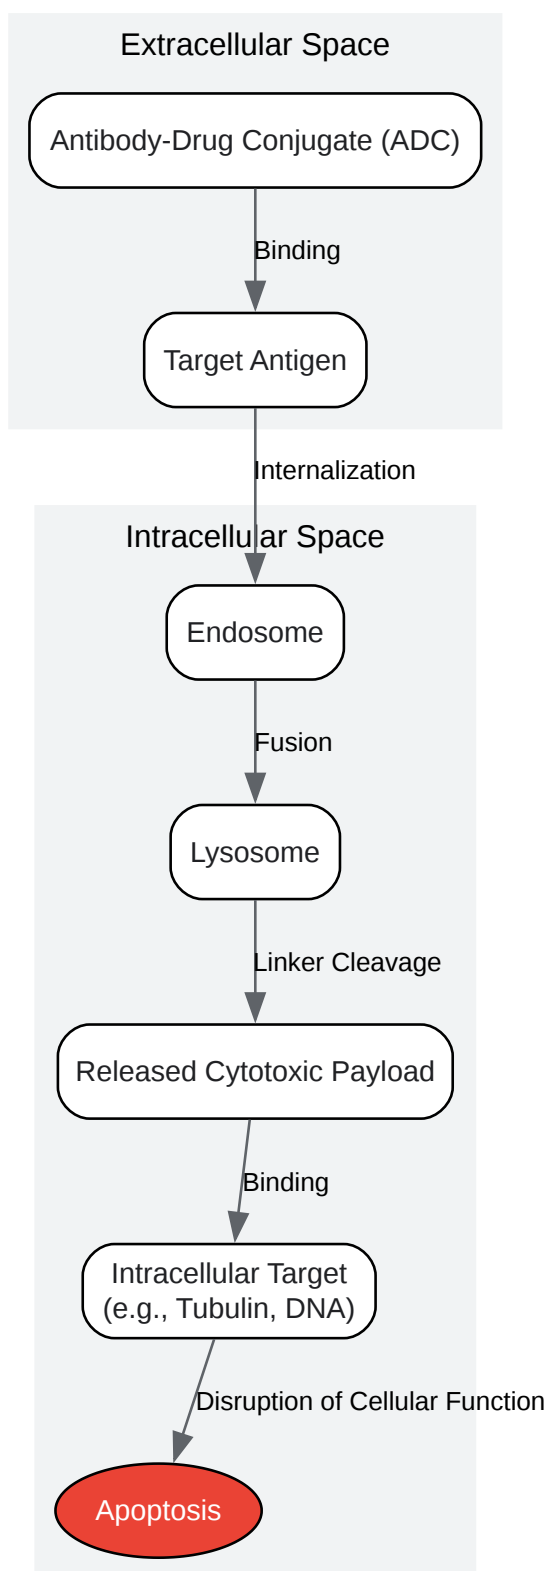 Extracellular Space
Antibody-Drug Conjugate (ADC)
Binding
Target Antigen
Internalization
Intracellular Space
Endosome
Fusion
Lysosome
Linker Cleavage
Released Cytotoxic Payload
Binding
Intracellular Target
(e.g., Tubulin, DNA)
Disruption of Cellular Function
Apoptosis